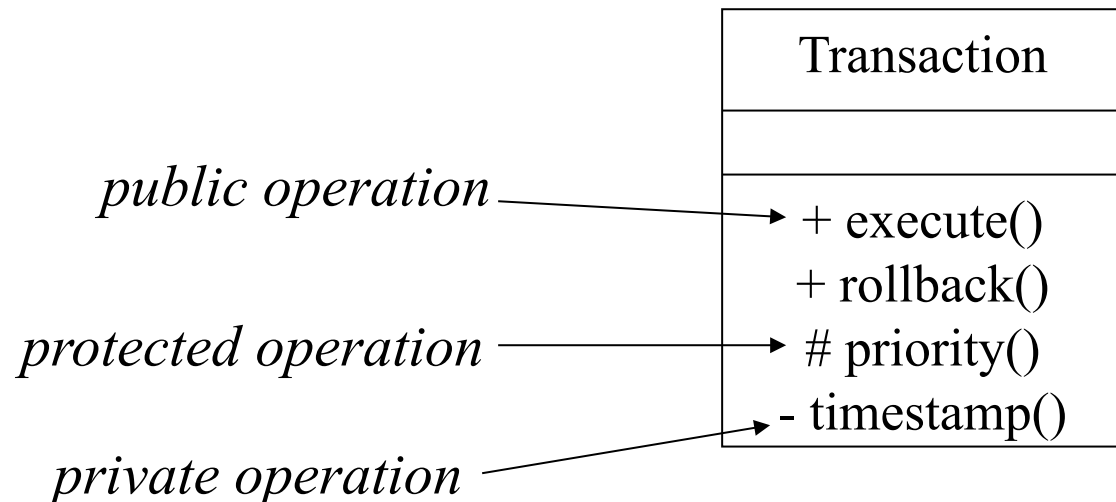 Transaction
public operation
+ execute()
+ rollback()
protected operation
# priority()
- timestamp()
private operation